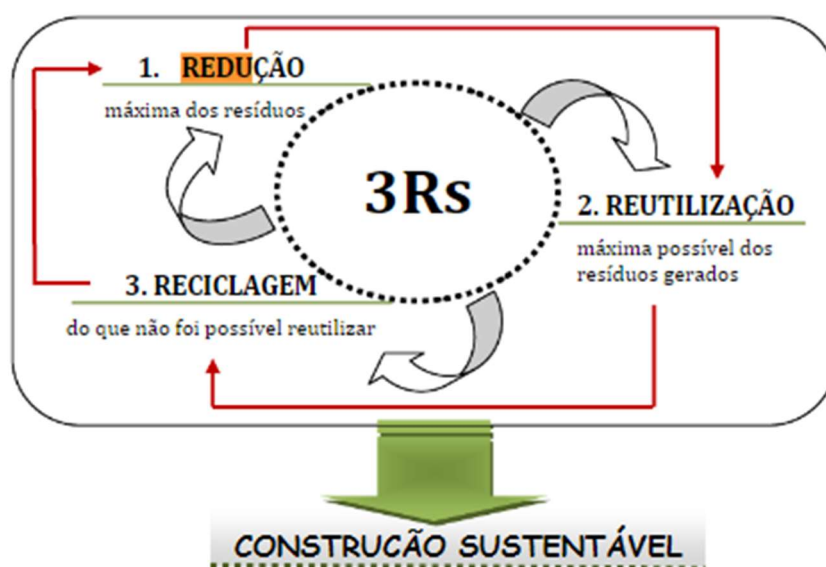 1. REDUÇÃO
máxima dos resíduos
3Rs
2. REUTILIZAÇÃO
máxima possível dos
resíduos gerados
3. RECICLAGEM
do que não foi possível reutilizar
CONSTRUCÃO SUSTENTÁVEL